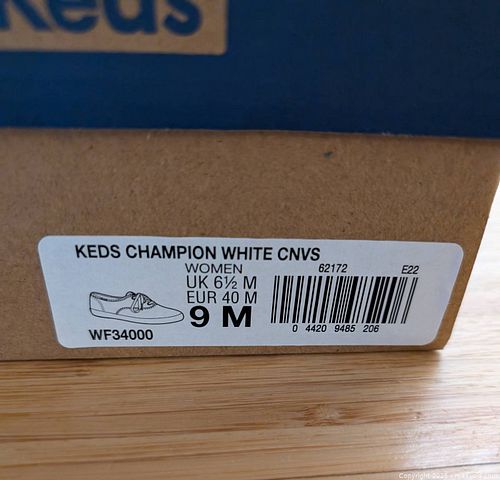 Keds
KEDS CHAMPION WHITE CNVS
WOMEN
UK 6½ M
EUR 40 M
9 M
WF34000
62172
E22
0 4420 9485 206